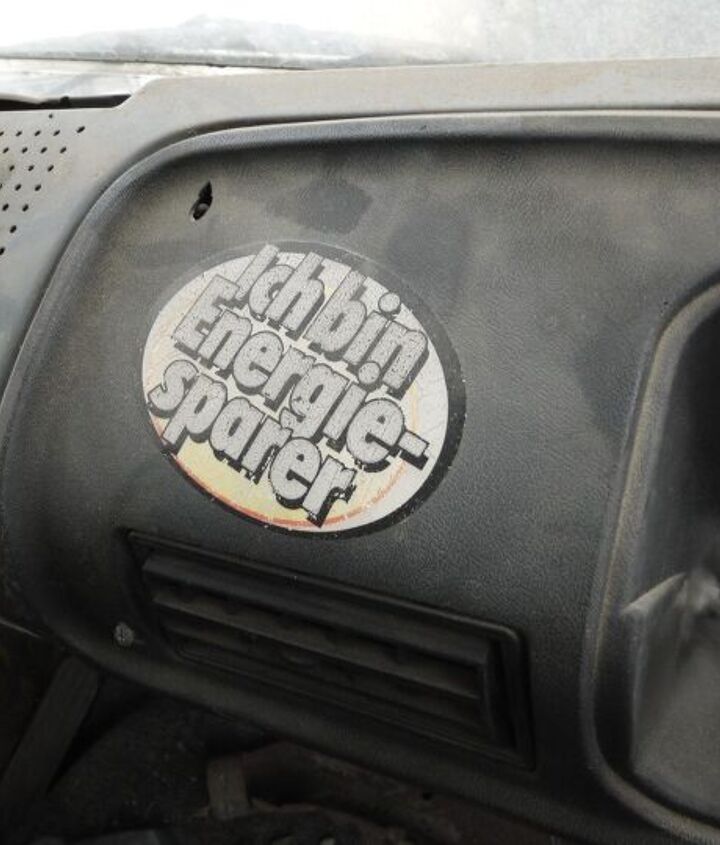 Ich bin
Energie-
sparer